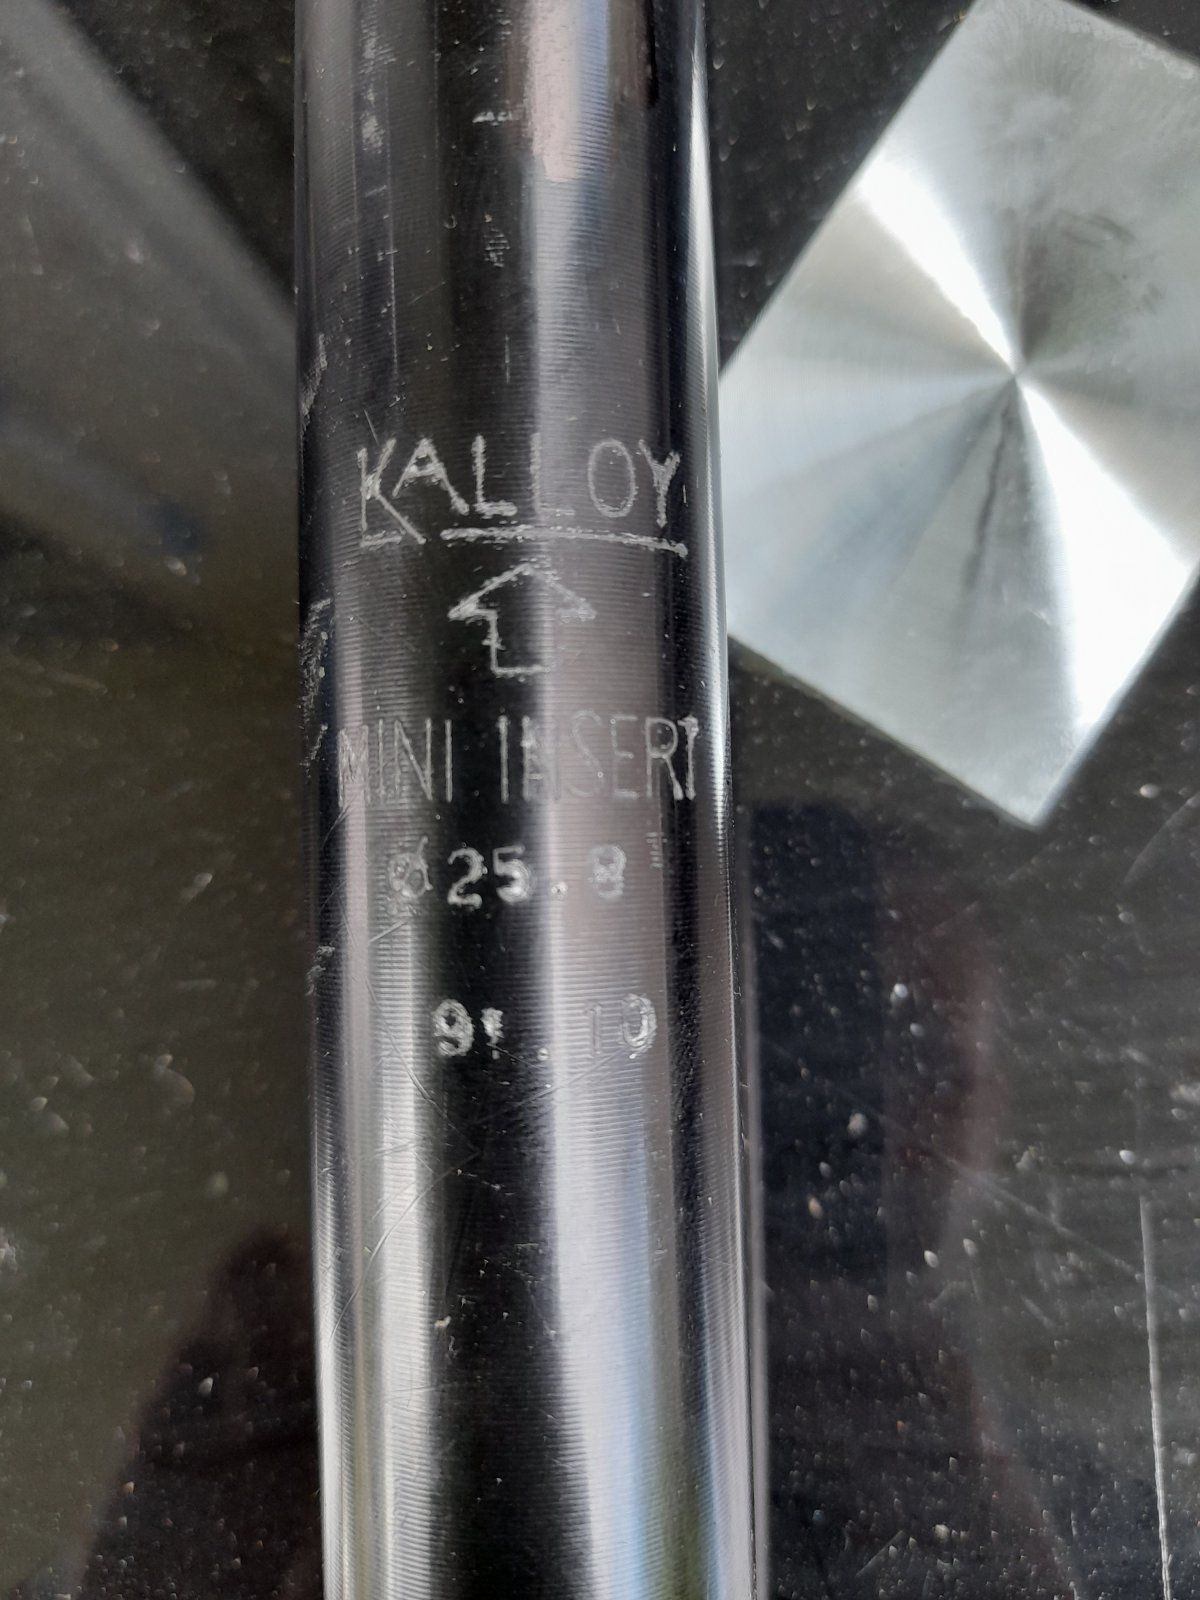 KALLOY
MINI INSERT
ø25.8